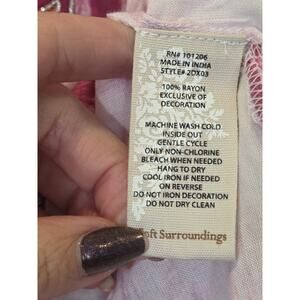 RN# 101206
MADE IN INDIA
STYLE# 2DX03
100% RAYON
EXCLUSIVE OF
DECORATION
MACHINE WASH COLD
INSIDE OUT
GENTLE CYCLE
ONLY NON-CHLORINE
BLEACH WHEN NEEDED
HANG TO DRY
COOL IRON IF NEEDED
ON REVERSE
DO NOT IRON DECORATION
DO NOT DRY CLEAN
Soft Surroundings